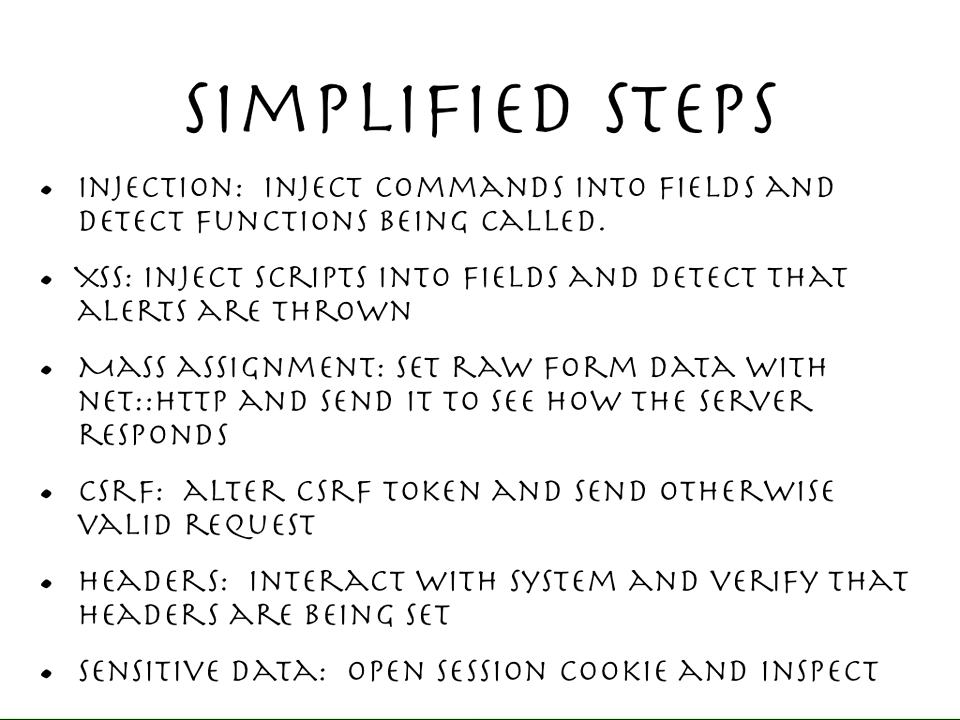 Simplified Steps
• Injection: Inject commands into fields and
detect functions being called.
• XSS: Inject scripts into fields and detect that
alerts are thrown
• Mass assignment: Set raw form data with
Net::HTTP and send it to see how the server
responds
• CSRF: Alter CSRF token and send otherwise
valid request
• Headers: Interact with system and verify that
headers are being set
• Sensitive Data: Open session cookie and inspect